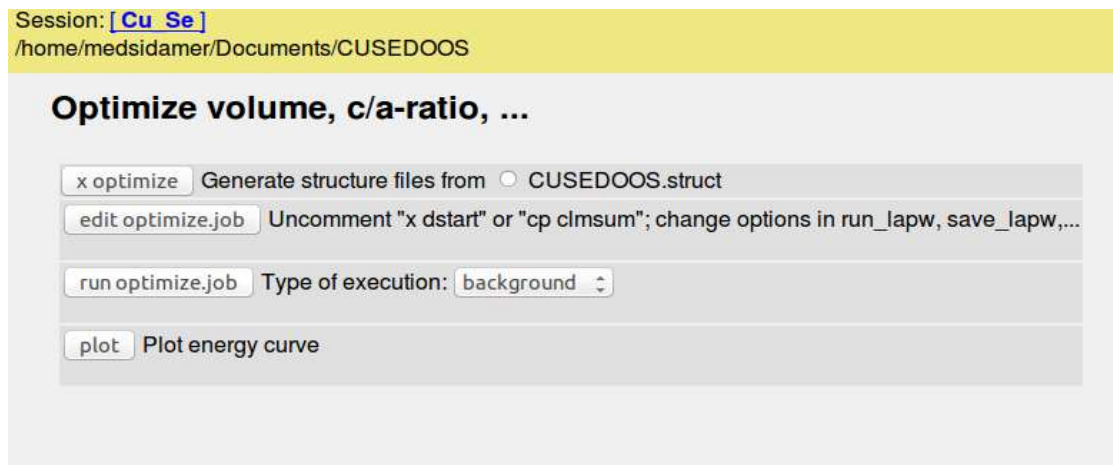 Session: [ Cu_Se ]
/home/medsidamer/Documents/CUSEDOOS
Optimize volume, c/a-ratio, ...
x optimize Generate structure files from CUSEDOOS.struct
edit optimize.job Uncomment "x dstart" or "cp clmsum"; change options in run_lapw, save_lapw,...
run optimize.job Type of execution: background
plot Plot energy curve